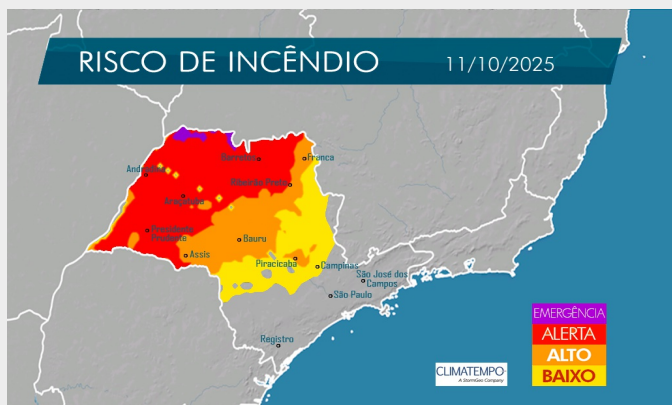 RISCO DE INCÊNDIO 11/10/2025
Barretos
Franca
Andradina
Ribeirão Preto
Araçatuba
Presidente
Prudente
Bauru
Assis
Piracicaba
Campinas
São José dos
Campos
São Paulo
Registro
EMERGÊNCIA
ALERTA
ALTO
BAIXO
CLIMATEMPO
A StormGeo Company